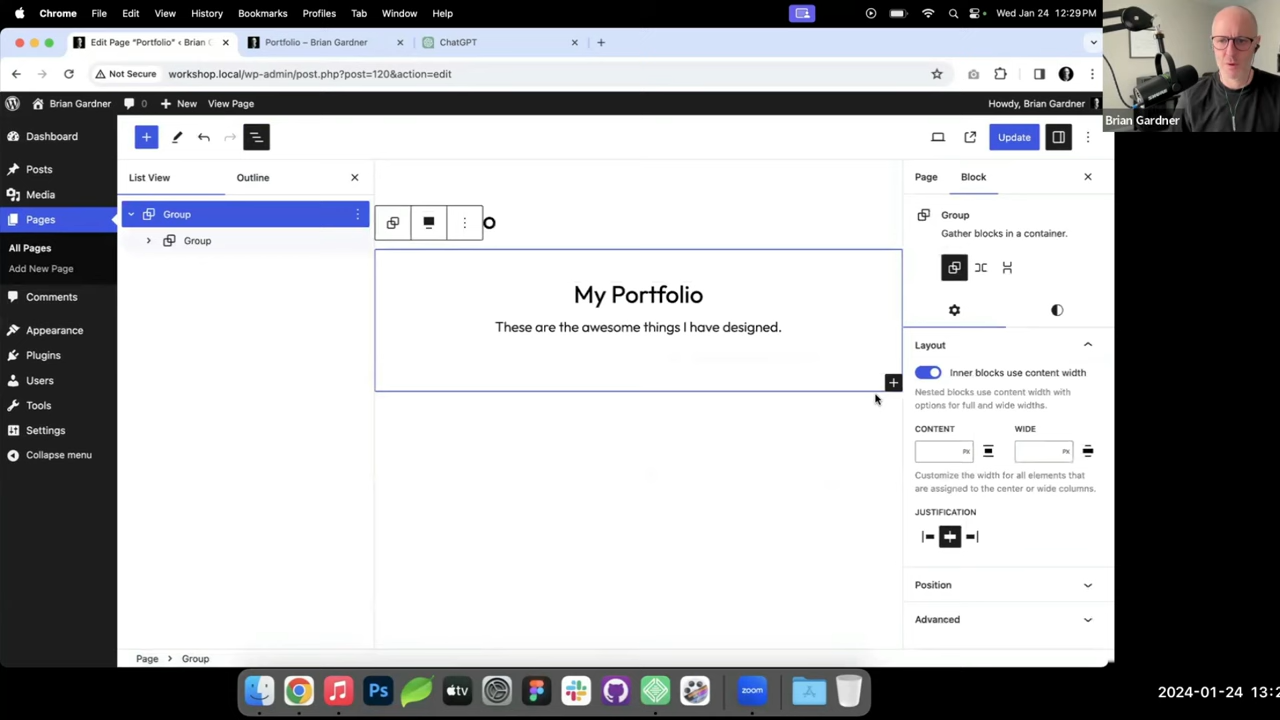 Chrome File Edit View History Bookmarks Profiles Tab Window Help Wed Jan 24 12:29 PM
Edit Page “Portfolio” ‹ Brian G Portfolio – Brian Gardner ChatGPT
Not Secure workshop.local/wp-admin/post.php?post=120&action=edit
Brian Gardner 0 New View Page Howdy, Brian Gardner
Brian Gardner
Dashboard
Posts
Media
Pages
All Pages
Add New Page
Comments
Appearance
Plugins
Users
Tools
Settings
Collapse menu
Update
List View Outline
Group
Group
My Portfolio
These are the awesome things I have designed.
Page Block
Group
Gather blocks in a container.
Layout
Inner blocks use content width
Nested blocks use content width with
options for full and wide widths.
CONTENT WIDE
PX PX
Customize the width for all elements that
are assigned to the center or wide columns.
JUSTIFICATION
Position
Advanced
Page Group
Ps tv zoom
2024-01-24 13:2